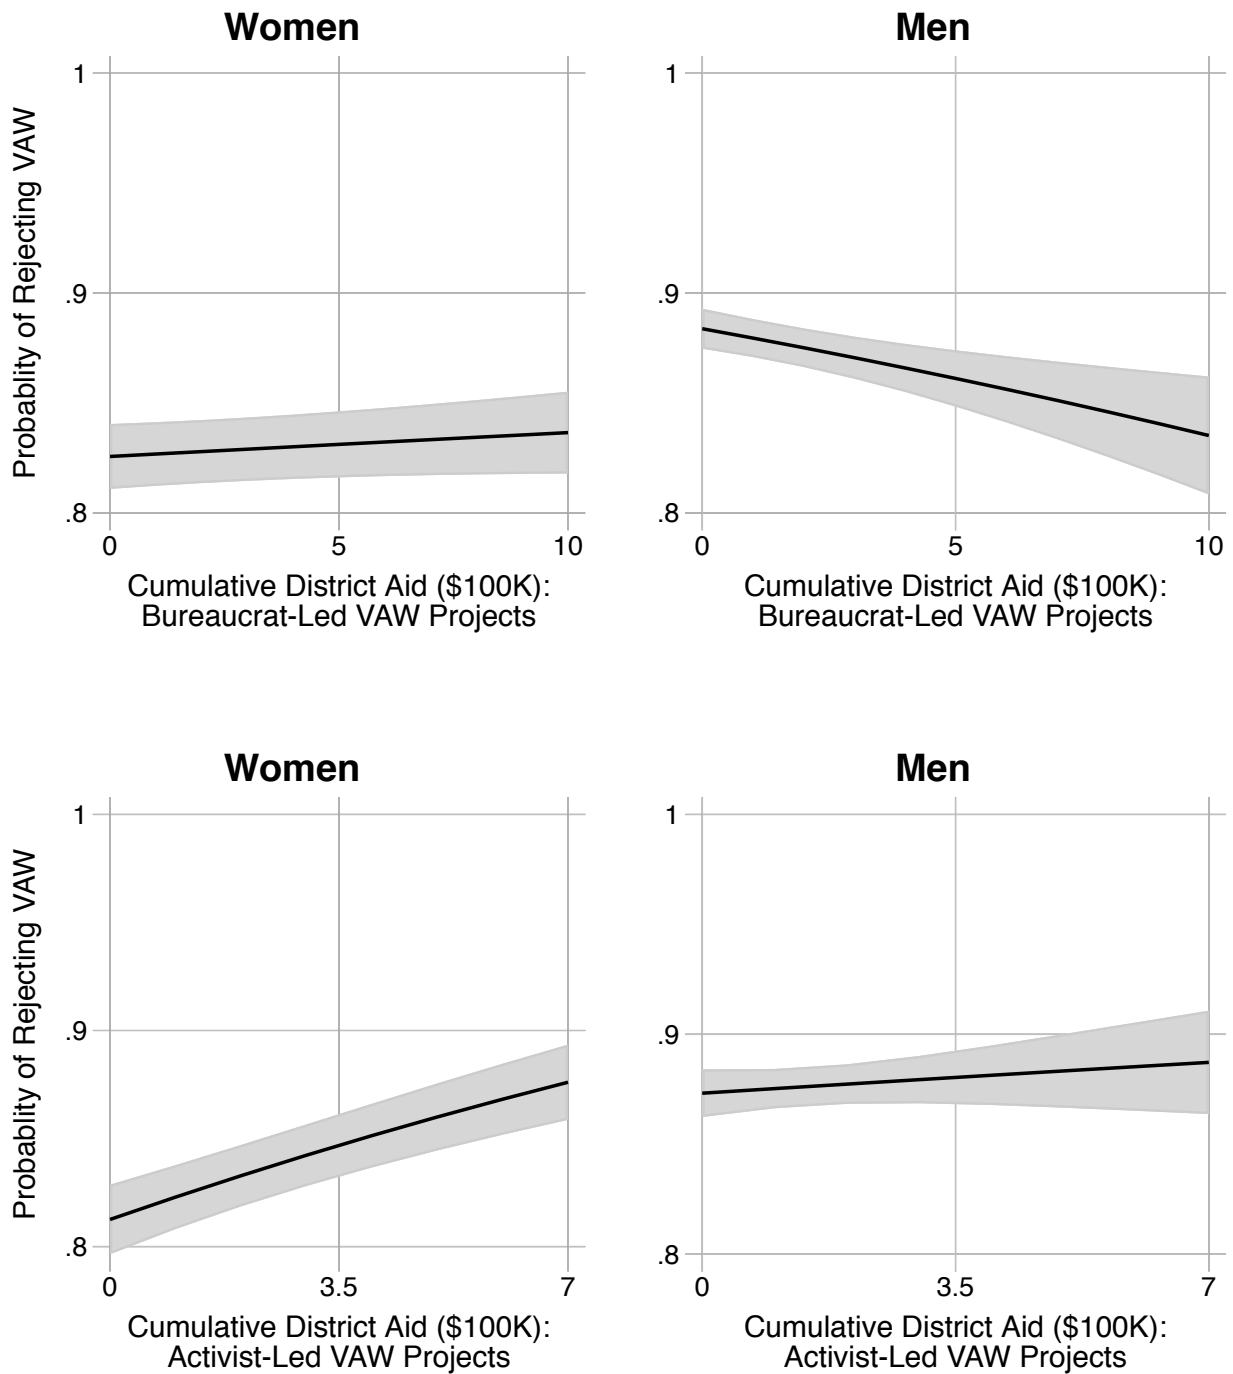 Women
Men
Probablity of Rejecting VAW
1
.9
.8
0
5
10
Cumulative District Aid ($100K):
Bureaucrat-Led VAW Projects
1
.9
.8
0
5
10
Cumulative District Aid ($100K):
Bureaucrat-Led VAW Projects
Women
Men
Probablity of Rejecting VAW
1
.9
.8
0
3.5
7
Cumulative District Aid ($100K):
Activist-Led VAW Projects
1
.9
.8
0
3.5
7
Cumulative District Aid ($100K):
Activist-Led VAW Projects